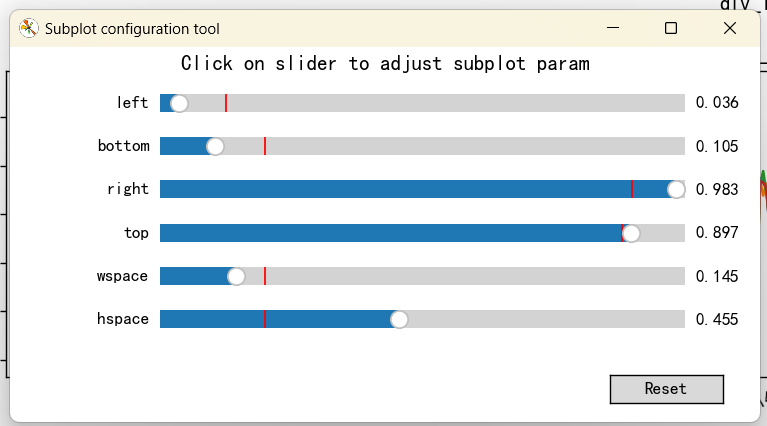 Subplot configuration tool
Click on slider to adjust subplot param
left 0.036
bottom 0.105
right 0.983
top 0.897
wspace 0.145
hspace 0.455
Reset